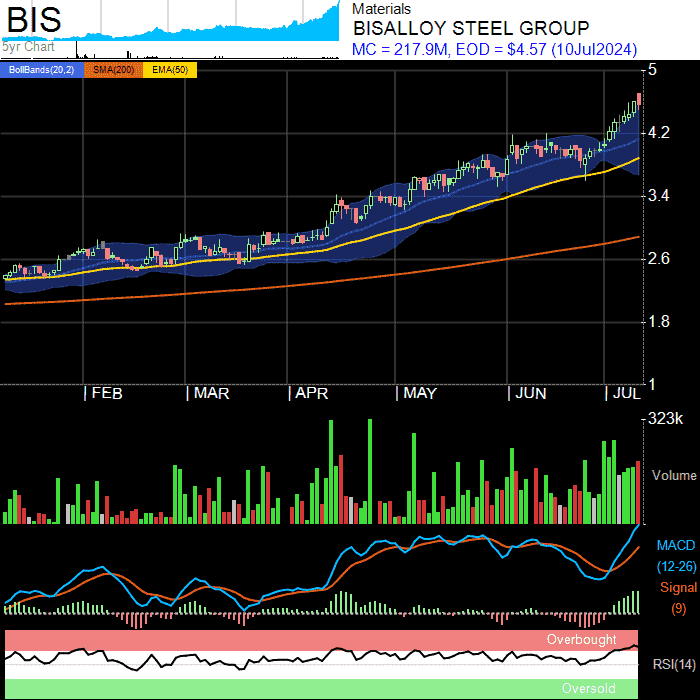 BIS
5yr Chart
Materials
BISALLOY STEEL GROUP
MC = 217.9M, EOD = $4.57 (10Jul2024)
BollBands(20,2) SMA(200) EMA(50)
5
4.2
3.4
2.6
1.8
1
FEB MAR APR MAY JUN JUL
323k
Volume
MACD
(12-26)
Signal
(9)
Overbought
RSI(14)
Oversold